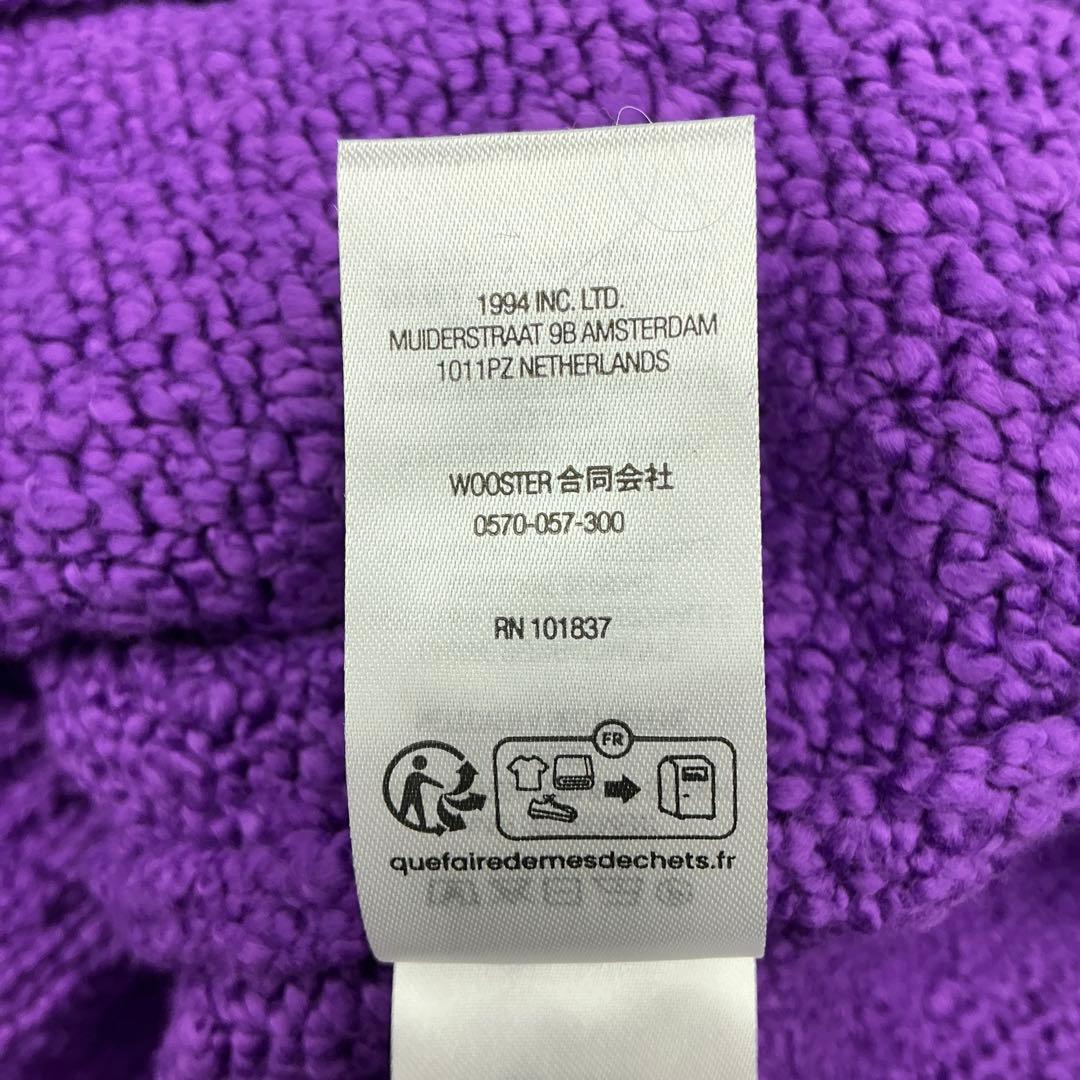 1994 INC. LTD.
MUIDERSTRAAT 9B AMSTERDAM
1011PZ NETHERLANDS
WOOSTER 合同会社
0570-057-300
RN 101837
FR
quefairedemesdechets.fr